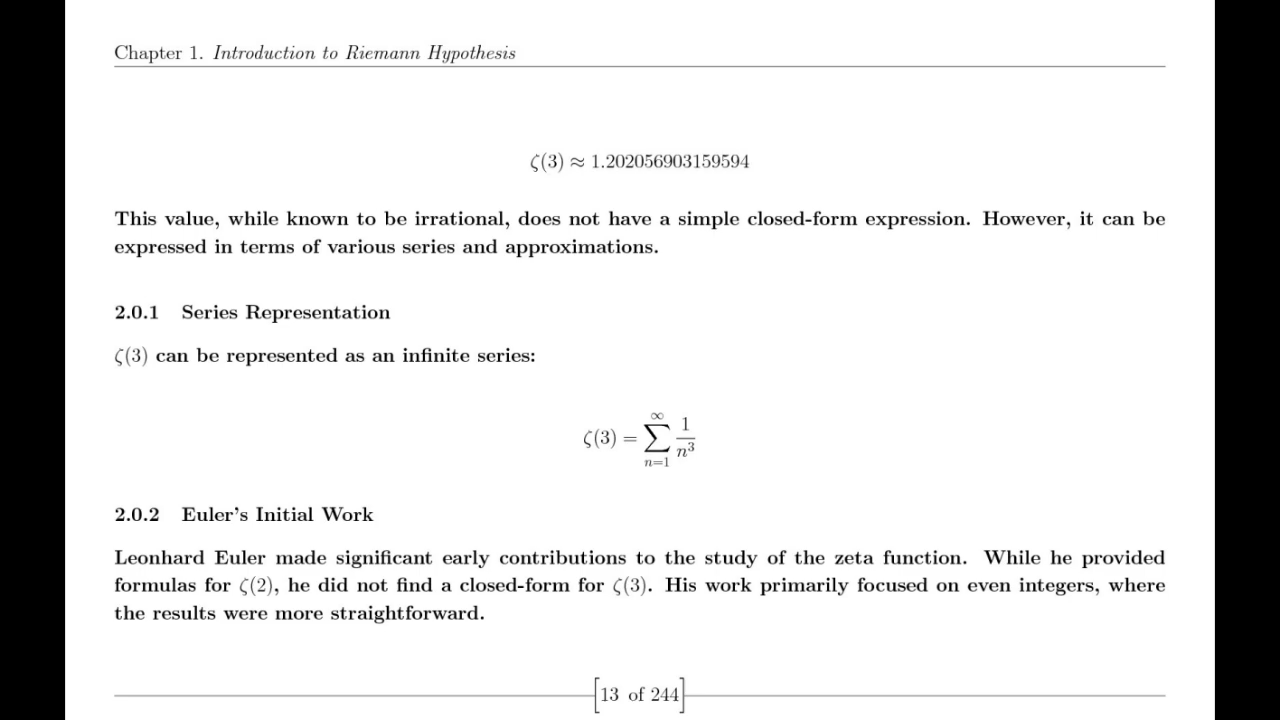 Chapter 1. Introduction to Riemann Hypothesis
ζ(3) ≈ 1.202056903159594
This value, while known to be irrational, does not have a simple closed-form expression. However, it can be
expressed in terms of various series and approximations.
2.0.1 Series Representation
ζ(3) can be represented as an infinite series:
ζ(3) = ∑_{n=1}^{∞} 1/n³
2.0.2 Euler's Initial Work
Leonhard Euler made significant early contributions to the study of the zeta function. While he provided
formulas for ζ(2), he did not find a closed-form for ζ(3). His work primarily focused on even integers, where
the results were more straightforward.
[13 of 244]